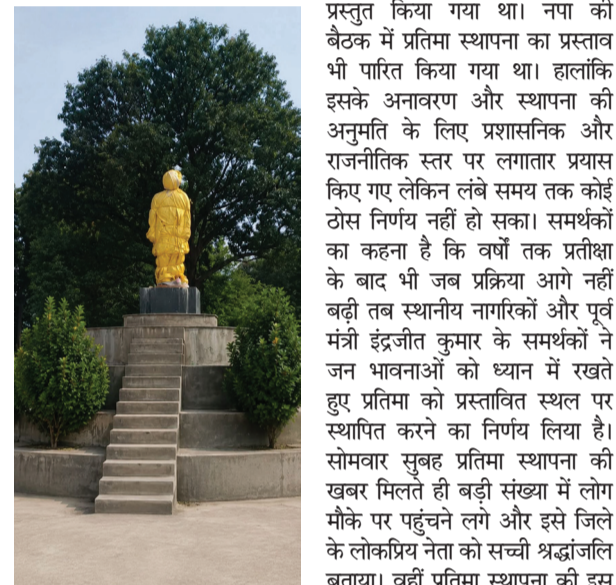 प्रस्तुत किया गया था। नपा की
बैठक में प्रतिमा स्थापना का प्रस्ताव
भी पारित किया गया था। हालांकि
इसके अनावरण और स्थापना की
अनुमति के लिए प्रशासनिक और
राजनीतिक स्तर पर लगातार प्रयास
किए गए लेकिन लंबे समय तक कोई
ठोस निर्णय नहीं हो सका। समर्थकों
का कहना है कि वर्षों तक प्रतीक्षा
के बाद भी जब प्रक्रिया आगे नहीं
बढ़ी तब स्थानीय नागरिकों और पूर्व
मंत्री इंद्रजीत कुमार के समर्थकों ने
जन भावनाओं को ध्यान में रखते
हुए प्रतिमा को प्रस्तावित स्थल पर
स्थापित करने का निर्णय लिया है।
सोमवार सुबह प्रतिमा स्थापना की
खबर मिलते ही बड़ी संख्या में लोग
मौके पर पहुंचने लगे और इसे जिले
के लोकप्रिय नेता को सच्ची श्रद्धांजलि
बताया। वहीं प्रतिमा स्थापना की इस